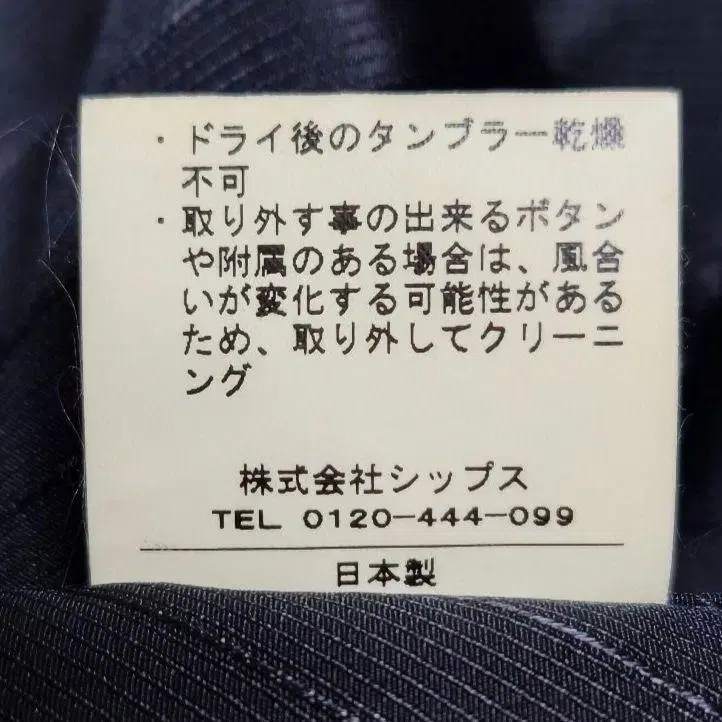 ・ドライ後のタンブラー乾燥
不可
・取り外す事の出来るボタン
や附属のある場合は、風合
いが変化する可能性がある
ため、取り外してクリーニ
ング
株式会社シップス
TEL 0120-444-099
日本製